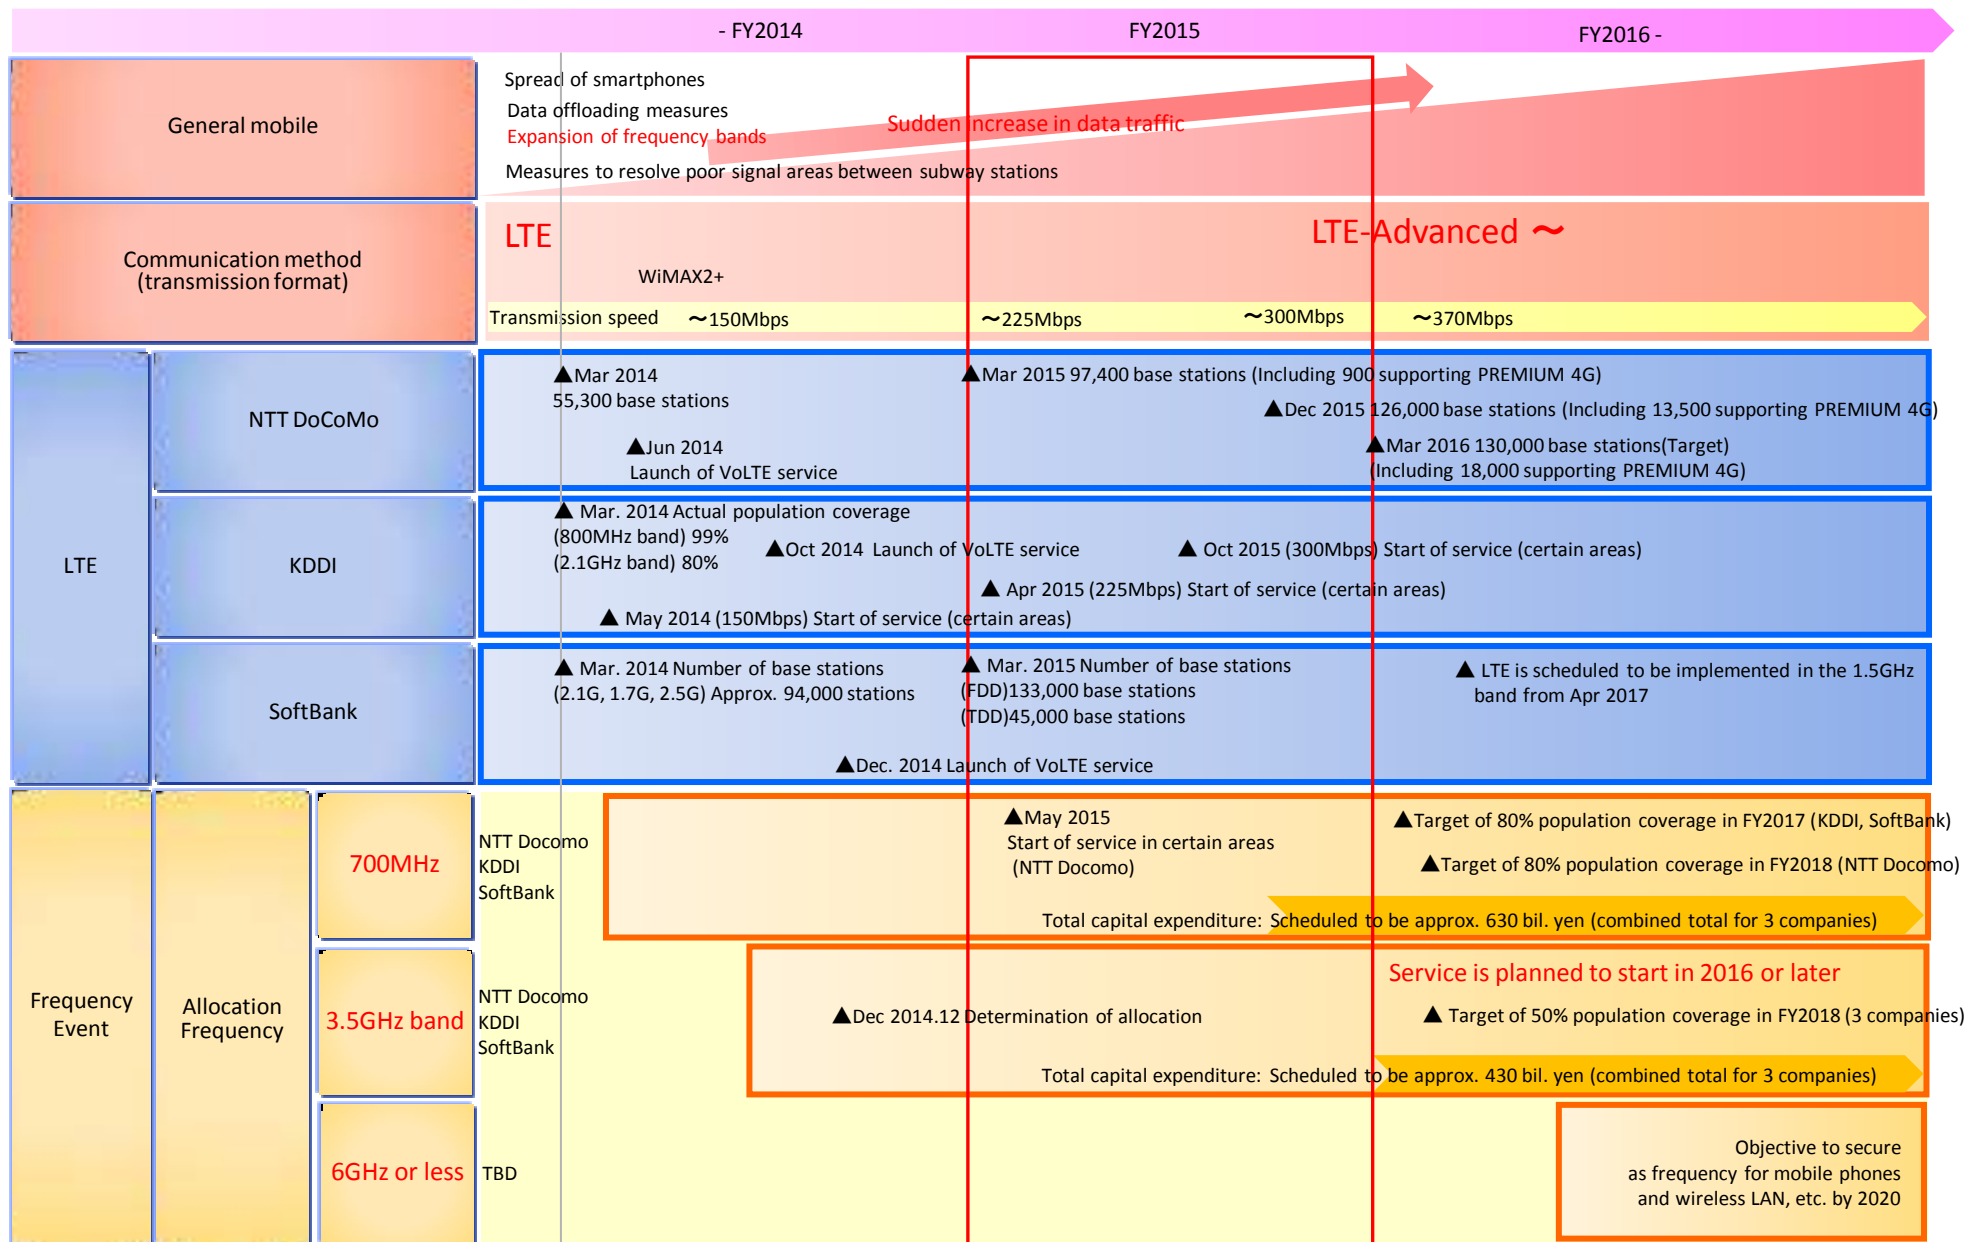 - FY2014
FY2015
FY2016 -
General mobile
Spread of smartphones
Data offloading measures
Expansion of frequency bands
Sudden increase in data traffic
Measures to resolve poor signal areas between subway stations
Communication method
(transmission format)
LTE
LTE-Advanced ～
WiMAX2+
Transmission speed
～150Mbps
～225Mbps
～300Mbps
～370Mbps
LTE
NTT DoCoMo
▲Mar 2014
55,300 base stations
▲Jun 2014
Launch of VoLTE service
▲Mar 2015 97,400 base stations (Including 900 supporting PREMIUM 4G)
▲Dec 2015 126,000 base stations (Including 13,500 supporting PREMIUM 4G)
▲Mar 2016 130,000 base stations(Target)
(Including 18,000 supporting PREMIUM 4G)
KDDI
▲ Mar. 2014 Actual population coverage
(800MHz band) 99%
(2.1GHz band) 80%
▲Oct 2014 Launch of VoLTE service
▲ Oct 2015 (300Mbps) Start of service (certain areas)
▲ Apr 2015 (225Mbps) Start of service (certain areas)
▲ May 2014 (150Mbps) Start of service (certain areas)
SoftBank
▲ Mar. 2014 Number of base stations
(2.1G, 1.7G, 2.5G) Approx. 94,000 stations
▲ Mar. 2015 Number of base stations
(FDD)133,000 base stations
(TDD)45,000 base stations
▲ LTE is scheduled to be implemented in the 1.5GHz
band from Apr 2017
▲Dec. 2014 Launch of VoLTE service
Frequency
Event
Allocation
Frequency
700MHz
NTT Docomo
KDDI
SoftBank
▲May 2015
Start of service in certain areas
(NTT Docomo)
▲Target of 80% population coverage in FY2017 (KDDI, SoftBank)
▲Target of 80% population coverage in FY2018 (NTT Docomo)
Total capital expenditure: Scheduled to be approx. 630 bil. yen (combined total for 3 companies)
3.5GHz band
NTT Docomo
KDDI
SoftBank
Service is planned to start in 2016 or later
▲Dec 2014.12 Determination of allocation
▲ Target of 50% population coverage in FY2018 (3 companies)
Total capital expenditure: Scheduled to be approx. 430 bil. yen (combined total for 3 companies)
6GHz or less
TBD
Objective to secure
as frequency for mobile phones
and wireless LAN, etc. by 2020